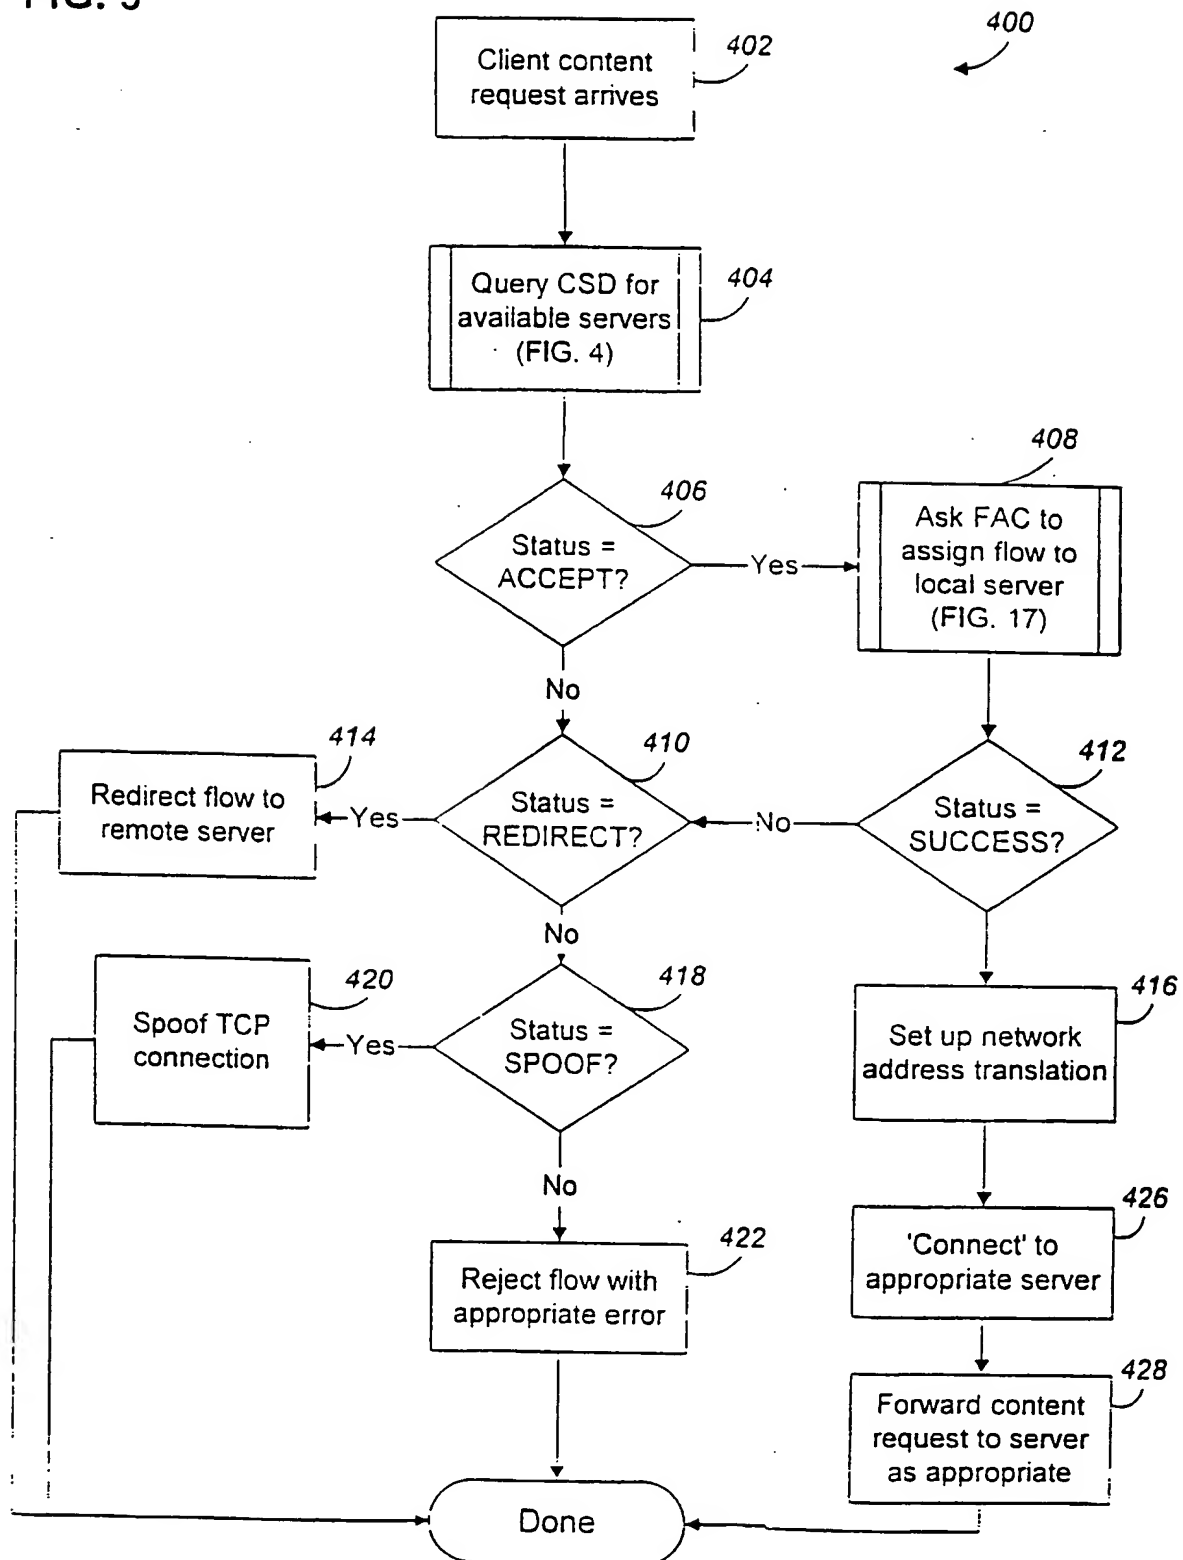 400
Client content
request arrives
402
Query CSD for
available servers
(FIG. 4)
404
Status =
ACCEPT?
406
Yes
Ask FAC to
assign flow to
local server
(FIG. 17)
408
No
Redirect flow to
remote server
414
Yes
Status =
REDIRECT?
410
No
Status =
SUCCESS?
412
No
Spoof TCP
connection
420
Yes
Status =
SPOOF?
418
Set up network
address translation
416
No
Reject flow with
appropriate error
422
'Connect' to
appropriate server
426
Forward content
request to server
as appropriate
428
Done